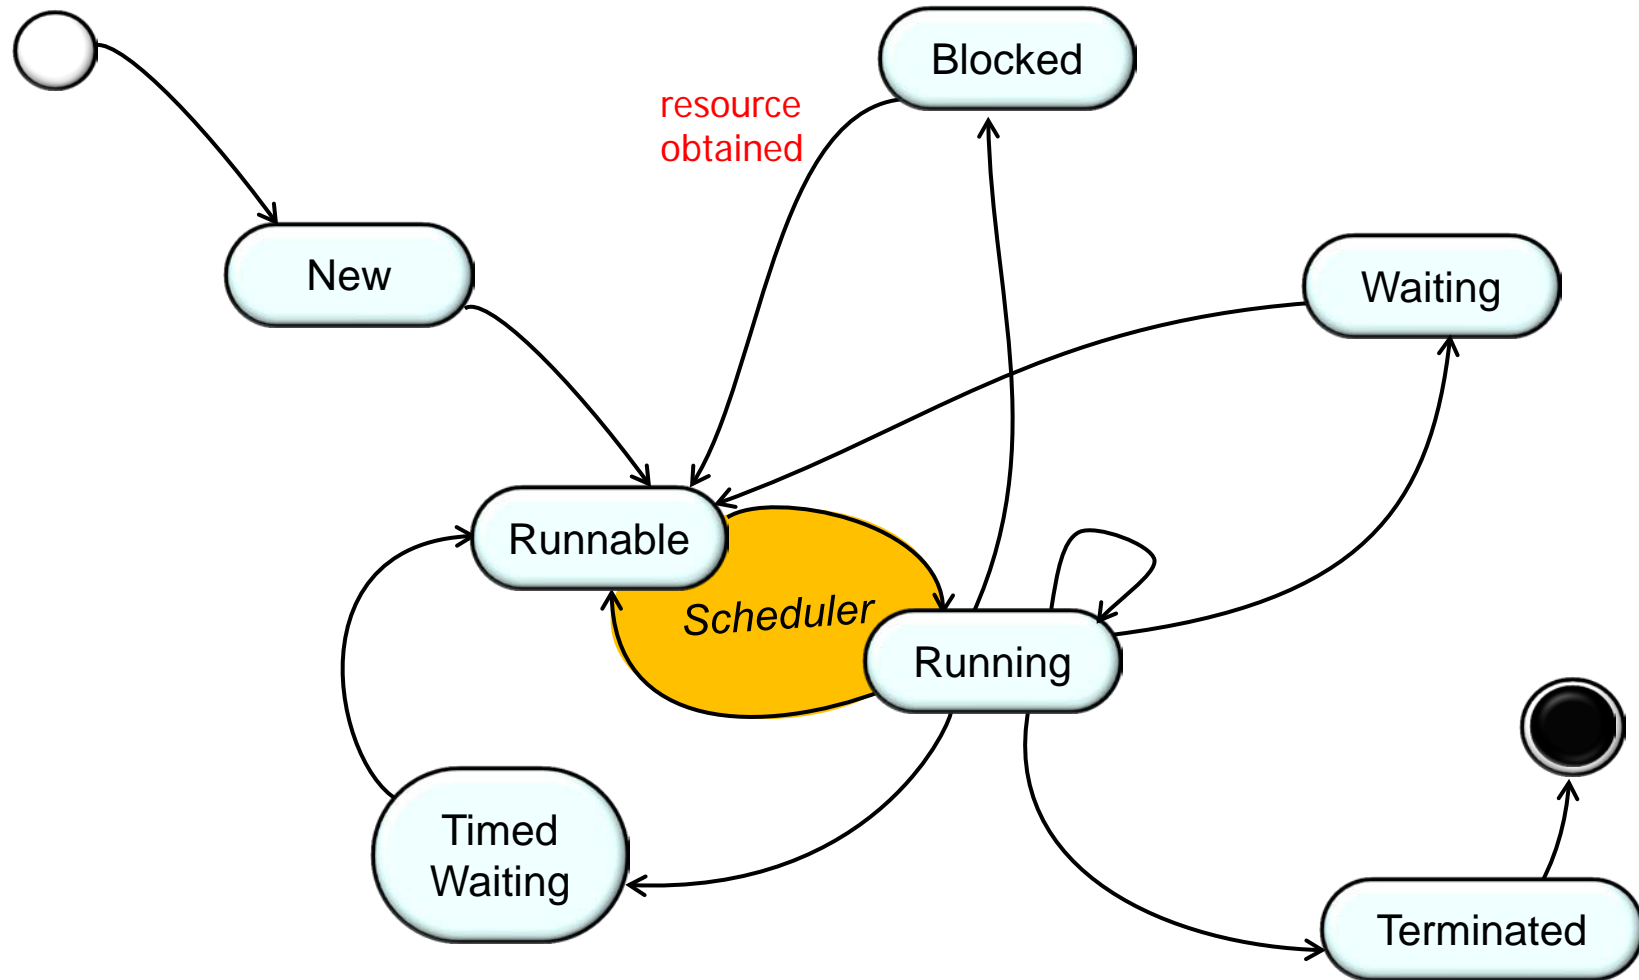 Blocked
resource
obtained
New
Waiting
Runnable
Scheduler
Running
Timed
Waiting
Terminated